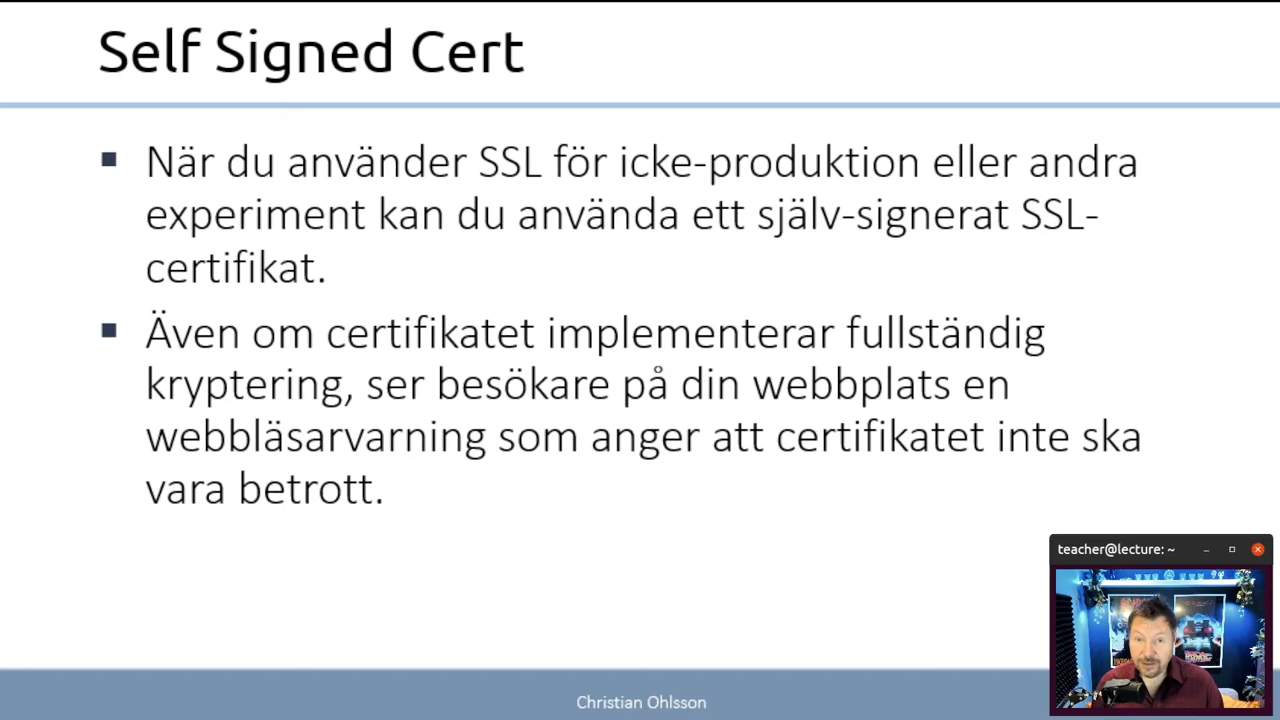 Self Signed Cert
När du använder SSL för icke-produktion eller andra
experiment kan du använda ett själv-signerat SSL-
certifikat.
Även om certifikatet implementerar fullständig
kryptering, ser besökare på din webbplats en
webbläsarvarning som anger att certifikatet inte ska
vara betrott.
teacher@lecture: ~
Christian Ohlsson